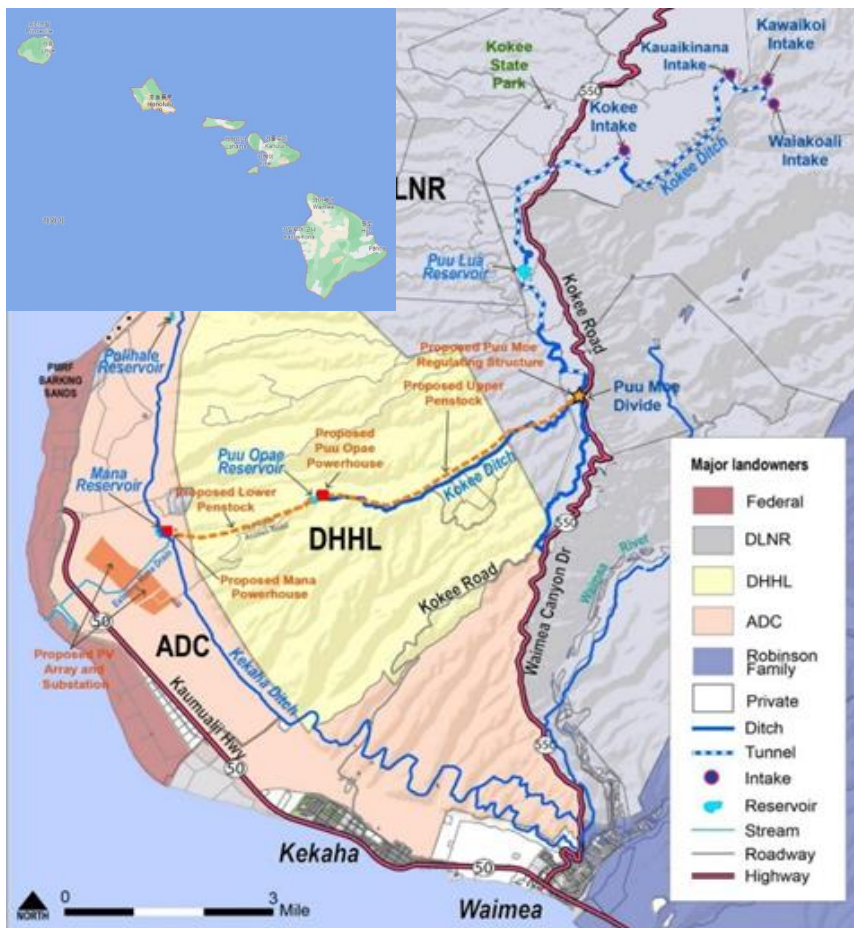 Waimea
Kokee
State
Park
550
Kauaikinana
Intake
Kawaikoi
Intake
Kokee
Intake
Waiakoali
Intake
Kokee Ditch
LNR
Puu Lua
Reservoir
Kokee Road
Polihale
Reservoir
PMRF
BARKING
SANDS
Proposed Puu Moe
Regulating Structure
Proposed Upper
Penstock
Puu Moe
Divide
Proposed
Puu Opae
Powerhouse
Puu Opae
Reservoir
Mana
Reservoir
Proposed Lower
Penstock
Kokee Ditch
DHHL
550
Kokee Road
Waimea Canyon Dr
Waimea
River
Proposed Mana
Powerhouse
50
ADC
Proposed PV
Array and
Substation
Kekaha Ditch
Kaumualii Hwy
50
550
Kekaha
50
Waimea
NORTH
0
3
Mile
Major landowners
Federal
DLNR
DHHL
ADC
Robinson
Family
Private
Ditch
Tunnel
Intake
Reservoir
Stream
Roadway
Highway